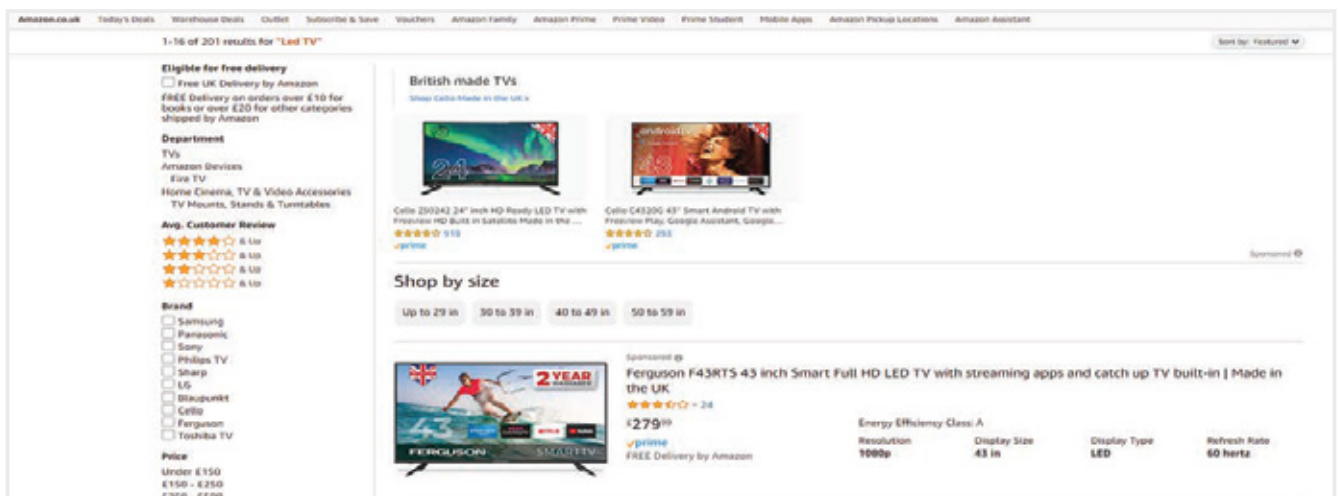 Amazon.co.uk Today's Deals Warehouse Deals Outlet Subscribe & Save Vouchers Amazon Family Amazon Prime Prime Video Prime Student Mobile Apps Amazon Pickup Locations Amazon Assistant
1-16 of 201 results for "Led TV"
Sort by: Featured
Eligible for free delivery
Free UK Delivery by Amazon
FREE Delivery on orders over £10 for
books or over £20 for other categories
shipped by Amazon
Department
TVs
Amazon Devices
Fire TV
Home Cinema, TV & Video Accessories
TV Mounts, Stands & Turntables
Avg. Customer Review
& Up
& Up
& Up
& Up
Brand
Samsung
Panasonic
Sony
Philips TV
Sharp
LG
Blaupunkt
Cello
Ferguson
Toshiba TV
Price
Under £150
£150 - £250
£250 - £500
British made TVs
Shop Cello Made in the UK
24
androidtv
43
Cello ZSO242 24" inch HD Ready LED TV with
Freeview HD Built in Satellite Made in the ...
prime
Cello C4320G 43" Smart Android TV with
Freeview Play, Google Assistant, Google...
293
prime
Sponsored
Shop by size
Up to 29 in 30 to 39 in 40 to 49 in 50 to 59 in
2 YEAR
43
FERGUSON SMART TV
Sponsored
Ferguson F43RTS 43 inch Smart Full HD LED TV with streaming apps and catch up TV built-in | Made in
the UK
24
£279
prime
FREE Delivery by Amazon
Energy Efficiency Class: A
Resolution Display Size Display Type Refresh Rate
1080p 43 in LED 60 hertz